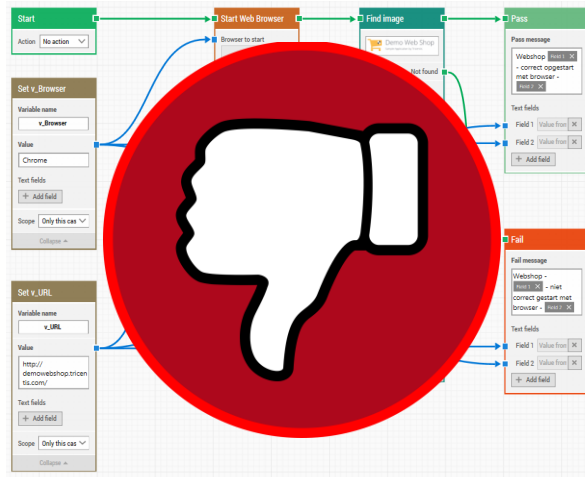 Start
Action No action
Start Web Browser
Browser to start
Find image
Demo Web Shop
Not found
Pass
Pass message
Webshop Field 1 X
- correct opgestart
met browser -
Field 2 X
Text fields
Field 1 Value from X
Field 2 Value from X
+ Add field
Set v_Browser
Variable name
v_Browser
Value
Chrome
Text fields
+ Add field
Scope Only this cas
Collapse
Fail
Fail message
Webshop -
Field 1 X - niet
correct gestart met
browser - Field 2 X
Text fields
Field 1 Value from X
Field 2 Value from X
+ Add field
Set v_URL
Variable name
v_URL
Value
http://
demowebshop.tricen
tis.com/
Text fields
+ Add field
Scope Only this cas
Collapse